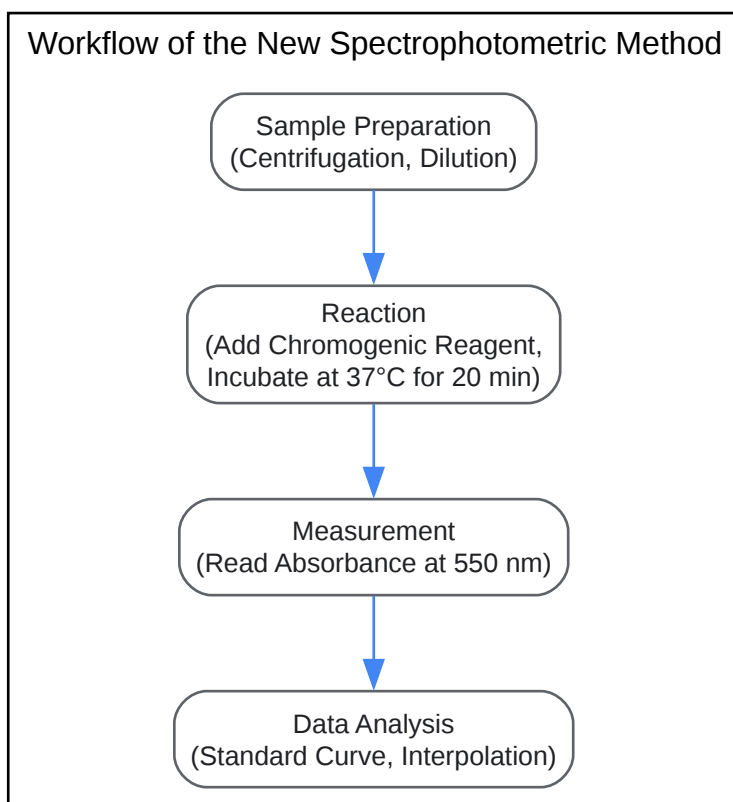 Workflow of the New Spectrophotometric Method
Sample Preparation
(Centrifugation, Dilution)
Reaction
(Add Chromogenic Reagent,
Incubate at 37°C for 20 min)
Measurement
(Read Absorbance at 550 nm)
Data Analysis
(Standard Curve, Interpolation)